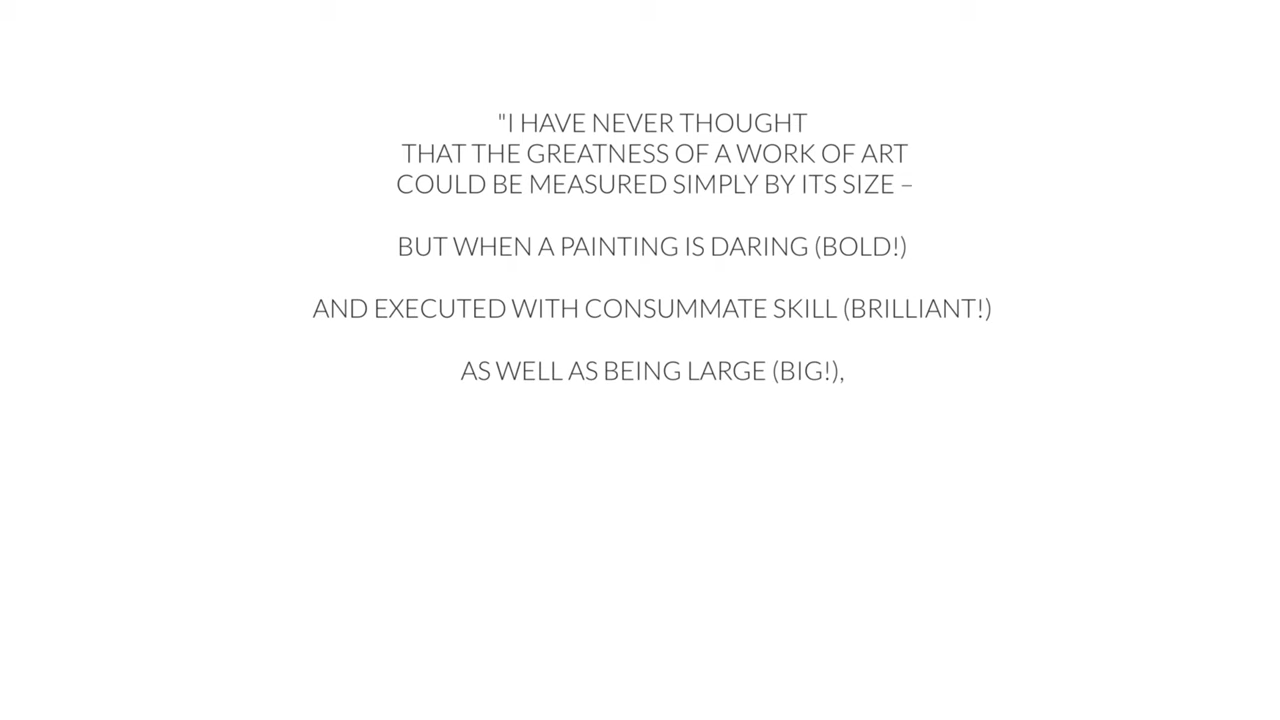 "I HAVE NEVER THOUGHT
THAT THE GREATNESS OF A WORK OF ART
COULD BE MEASURED SIMPLY BY ITS SIZE –
BUT WHEN A PAINTING IS DARING (BOLD!)
AND EXECUTED WITH CONSUMMATE SKILL (BRILLIANT!)
AS WELL AS BEING LARGE (BIG!),